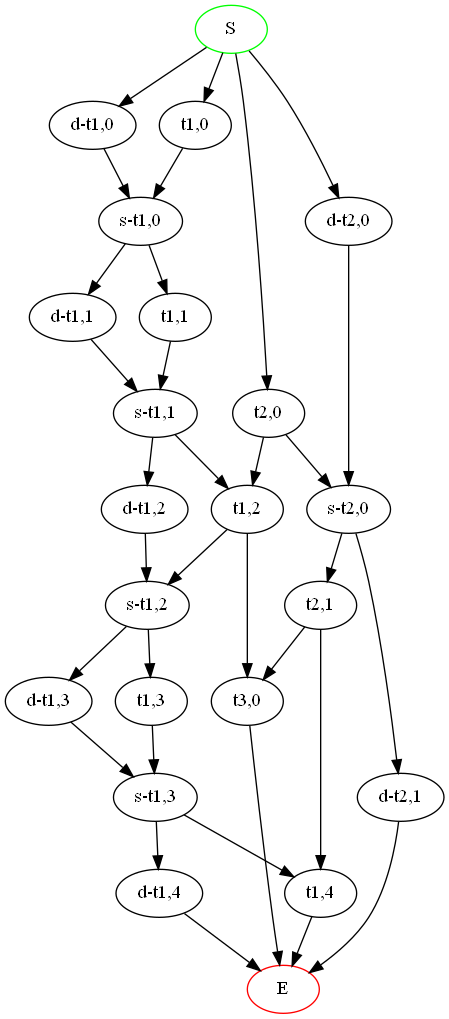 S
d-t1,0
t1,0
s-t1,0
d-t2,0
d-t1,1
t1,1
s-t1,1
t2,0
d-t1,2
t1,2
s-t2,0
s-t1,2
t2,1
d-t1,3
t1,3
t3,0
s-t1,3
d-t2,1
d-t1,4
t1,4
E